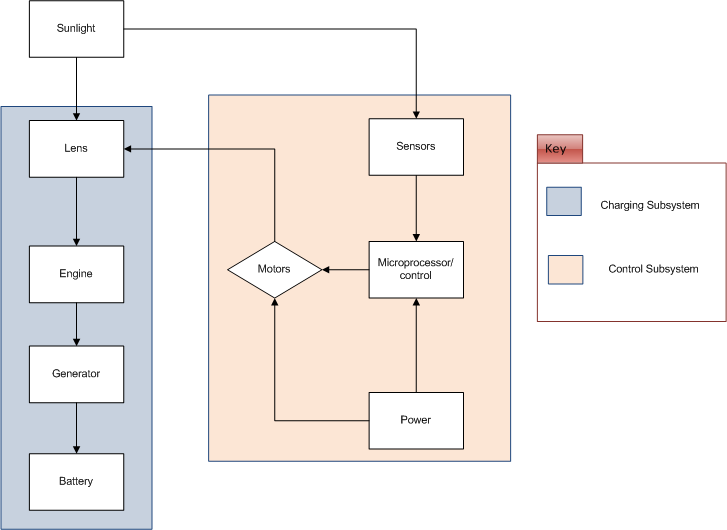 Sunlight
Lens
Sensors
Key
Charging Subsystem
Engine
Motors
Microprocessor/
control
Control Subsystem
Generator
Power
Battery